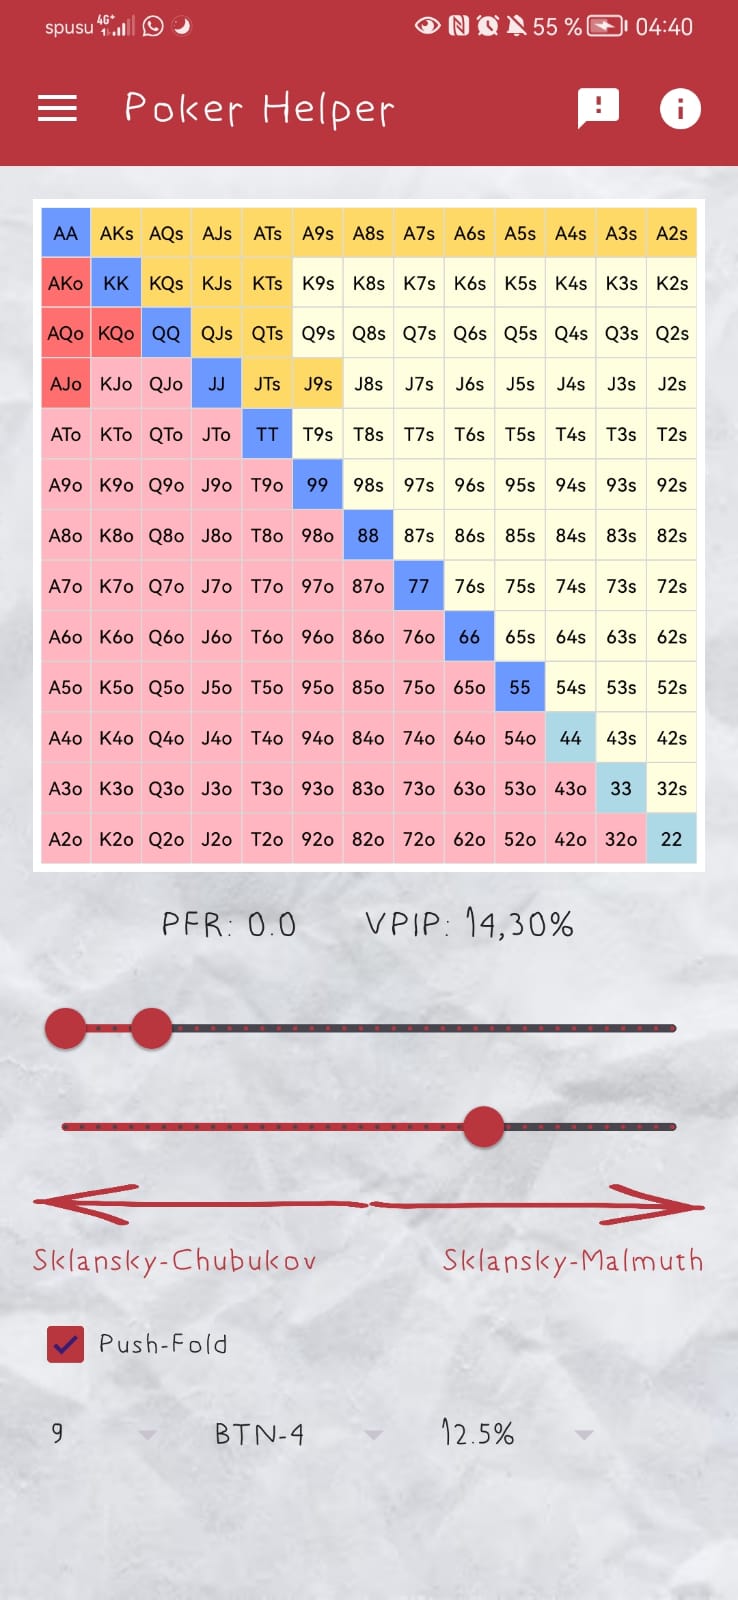 spusu 4G+ 55 % 04:40
Poker Helper
AA AKs AQs AJs ATs A9s A8s A7s A6s A5s A4s A3s A2s
AKo KK KQs KJs KTs K9s K8s K7s K6s K5s K4s K3s K2s
AQo KQo QQ QJs QTs Q9s Q8s Q7s Q6s Q5s Q4s Q3s Q2s
AJo KJo QJo JJ JTs J9s J8s J7s J6s J5s J4s J3s J2s
ATo KTo QTo JTo TT T9s T8s T7s T6s T5s T4s T3s T2s
A9o K9o Q9o J9o T9o 99 98s 97s 96s 95s 94s 93s 92s
A8o K8o Q8o J8o T8o 98o 88 87s 86s 85s 84s 83s 82s
A7o K7o Q7o J7o T7o 97o 87o 77 76s 75s 74s 73s 72s
A6o K6o Q6o J6o T6o 96o 86o 76o 66 65s 64s 63s 62s
A5o K5o Q5o J5o T5o 95o 85o 75o 65o 55 54s 53s 52s
A4o K4o Q4o J4o T4o 94o 84o 74o 64o 54o 44 43s 42s
A3o K3o Q3o J3o T3o 93o 83o 73o 63o 53o 43o 33 32s
A2o K2o Q2o J2o T2o 92o 82o 72o 62o 52o 42o 32o 22
PFR: 0.0 VPIP: 14,30%
Sklansky-Chubukov Sklansky-Malmuth
Push-Fold
9 BTN-4 12.5%